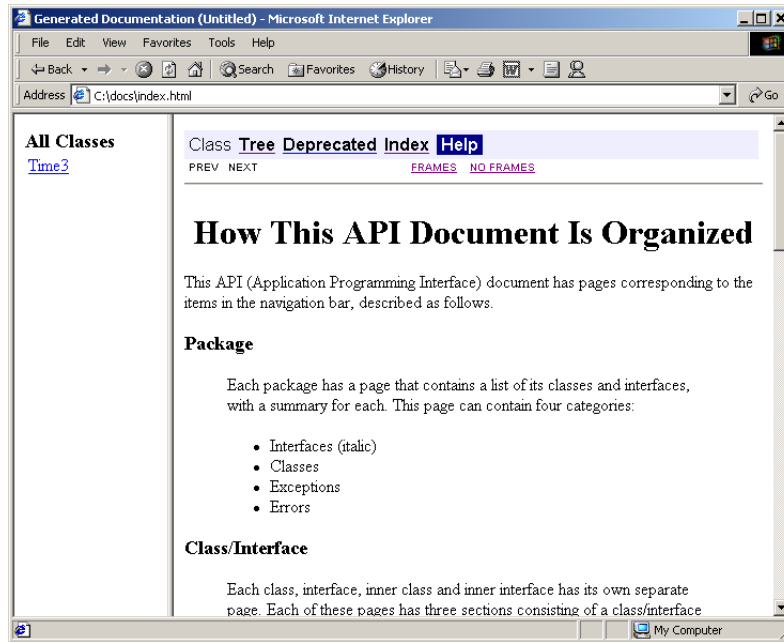 Generated Documentation (Untitled) - Microsoft Internet Explorer
File Edit View Favorites Tools Help
Back Search Favorites History
Address C:\docs\index.html Go
All Classes
Time3
Class Tree Deprecated Index Help
PREV NEXT FRAMES NO FRAMES
How This API Document Is Organized
This API (Application Programming Interface) document has pages corresponding to the
items in the navigation bar, described as follows.
Package
Each package has a page that contains a list of its classes and interfaces,
with a summary for each. This page can contain four categories:
• Interfaces (italic)
• Classes
• Exceptions
• Errors
Class/Interface
Each class, interface, inner class and inner interface has its own separate
page. Each of these pages has three sections consisting of a class/interface
My Computer